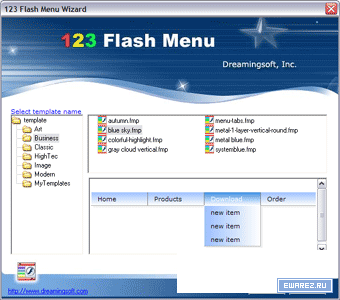 123 Flash Menu Wizard
123 Flash Menu
Dreamingsoft, Inc.
Select template name
template
Art
Business
Classic
HighTec
Image
Modern
MyTemplates
autumn.fmp
blue sky.fmp
colorful-highlight.fmp
gray cloud vertical.fmp
menu-tabs.fmp
metal-1-layer-vertical-round.fmp
metal blue.fmp
systemblue.fmp
Home Products Download Order
new item
new item
new item
http://www.dreamingsoft.com
EWAREZ.RU